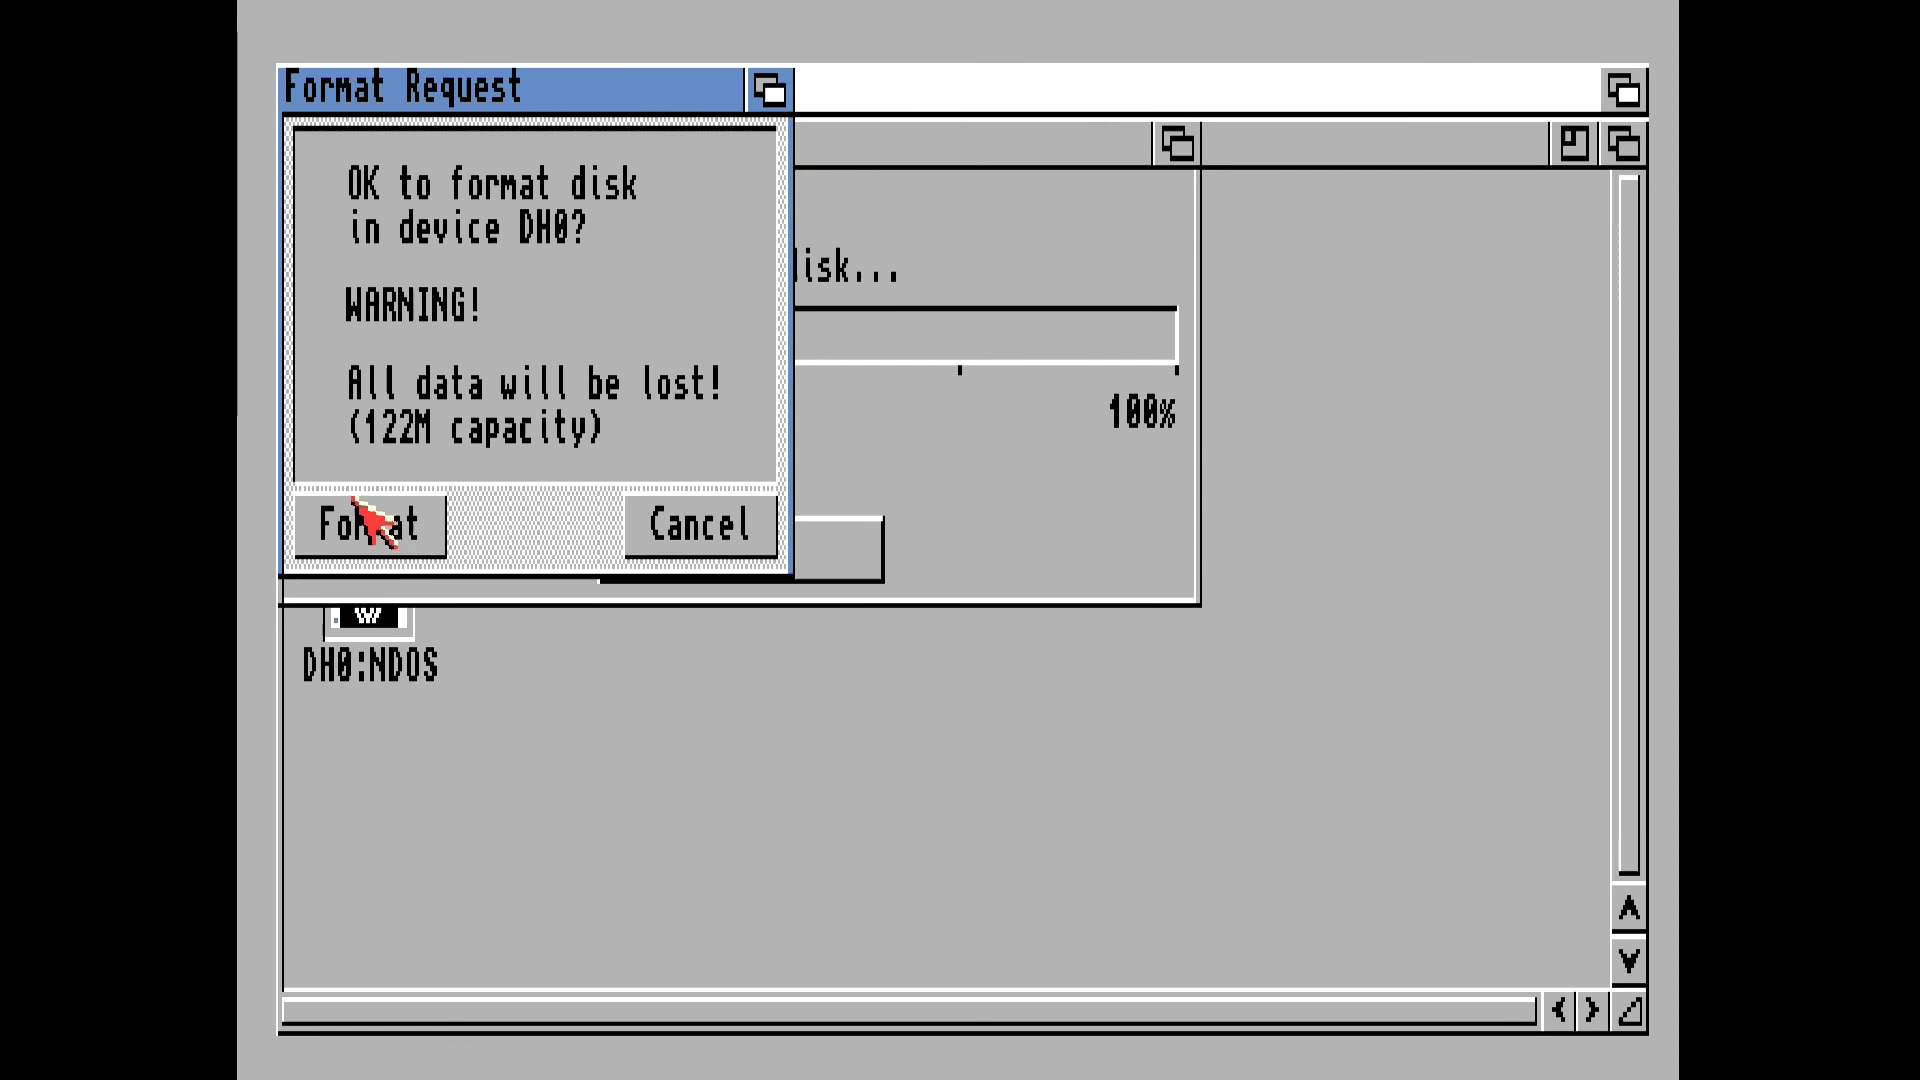 Format Request
OK to format disk
in device DH0?
WARNING!
All data will be lost!
(122M capacity)
Format
Cancel
disk...
100%
DH0:NDOS